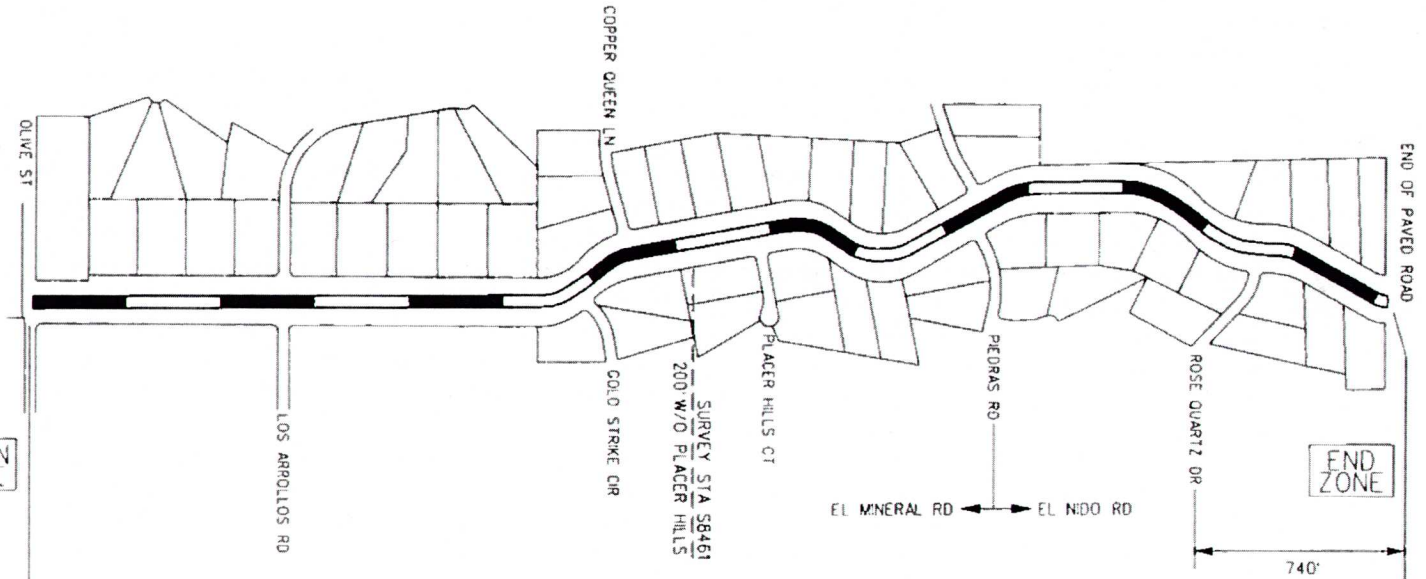 OLIVE ST
LOS ARROLLOS RD
COPPER QUEEN LN
GOLD STRIKE CIR
SURVEY STA S8461
200' W/O PLACER HILLS
PLACER HILLS CT
PIEDRAS RD
EL MINERAL RD
EL NIDO RD
ROSE QUARTZ DR
END OF PAVED ROAD
END
ZONE
740'